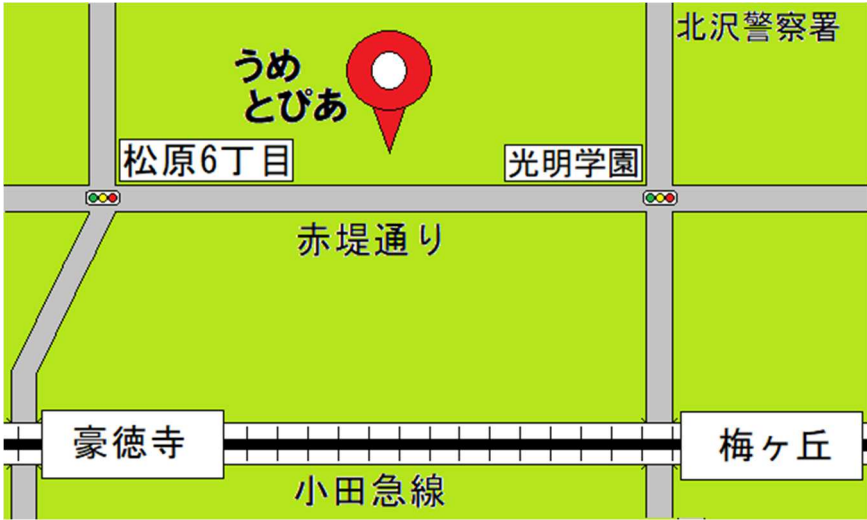 北沢警察署
うめ
とぴあ
松原6丁目
光明学園
赤堤通り
豪徳寺
梅ヶ丘
小田急線